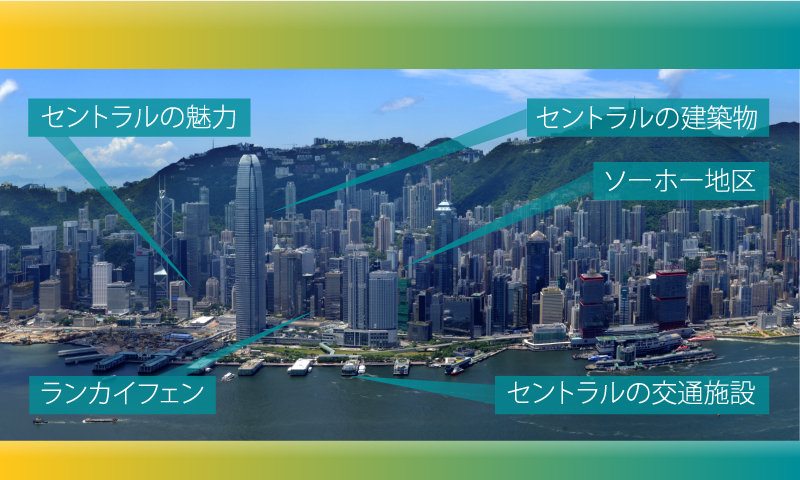 セントラルの魅力
セントラルの建築物
ソーホー地区
ランカイフェン
セントラルの交通施設